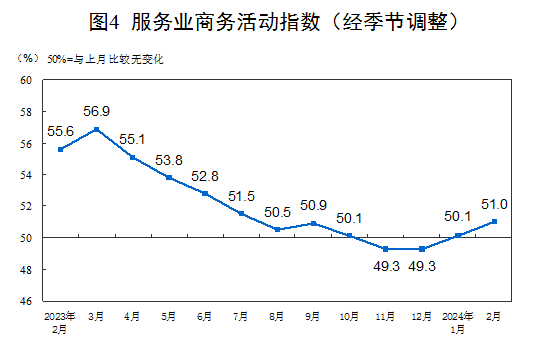 图4 服务业商务活动指数（经季节调整）
（%） 50%=与上月比较无变化
60
58
56
54
52
50
48
46
55.6
56.9
55.1
53.8
52.8
51.5
50.5
50.9
50.1
49.3
49.3
50.1
51.0
2023年
2月
3月
4月
5月
6月
7月
8月
9月
10月
11月
12月
2024年
1月
2月